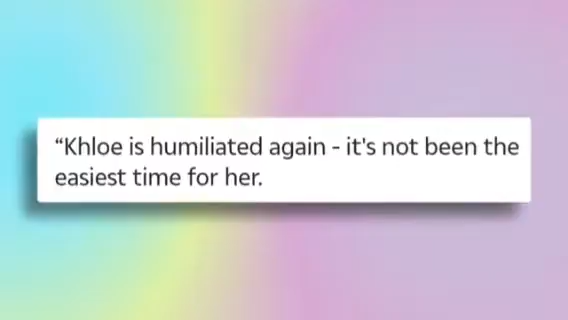 “Khloe is humiliated again - it's not been the
easiest time for her.